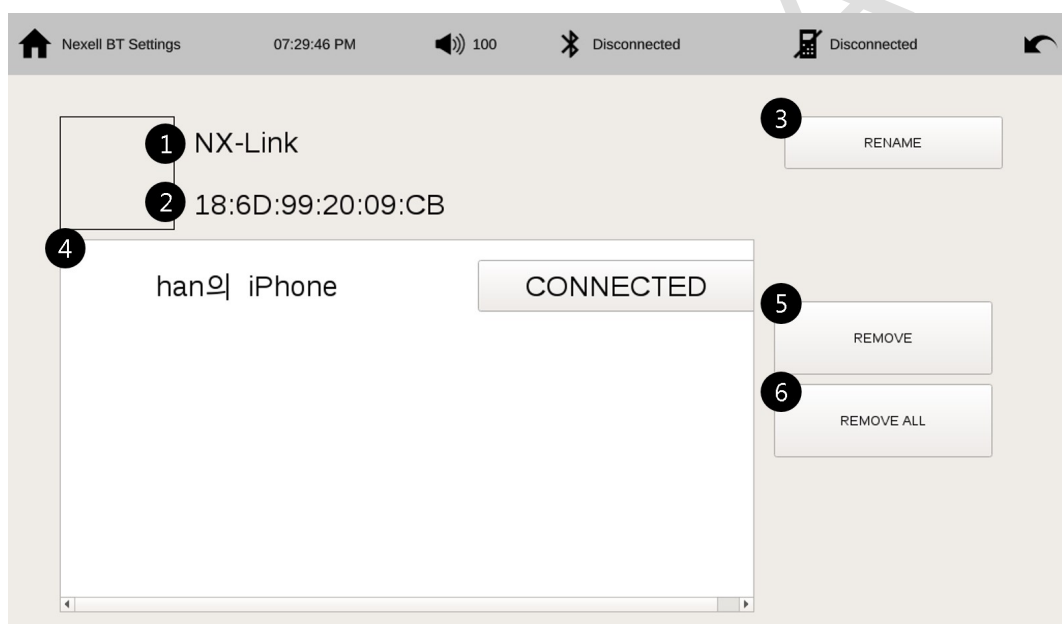 Nexell BT Settings 07:29:46 PM 100 Disconnected Disconnected
3
1 NX-Link RENAME
2 18:6D:99:20:09:CB
4
han의 iPhone CONNECTED
5
REMOVE
6
REMOVE ALL